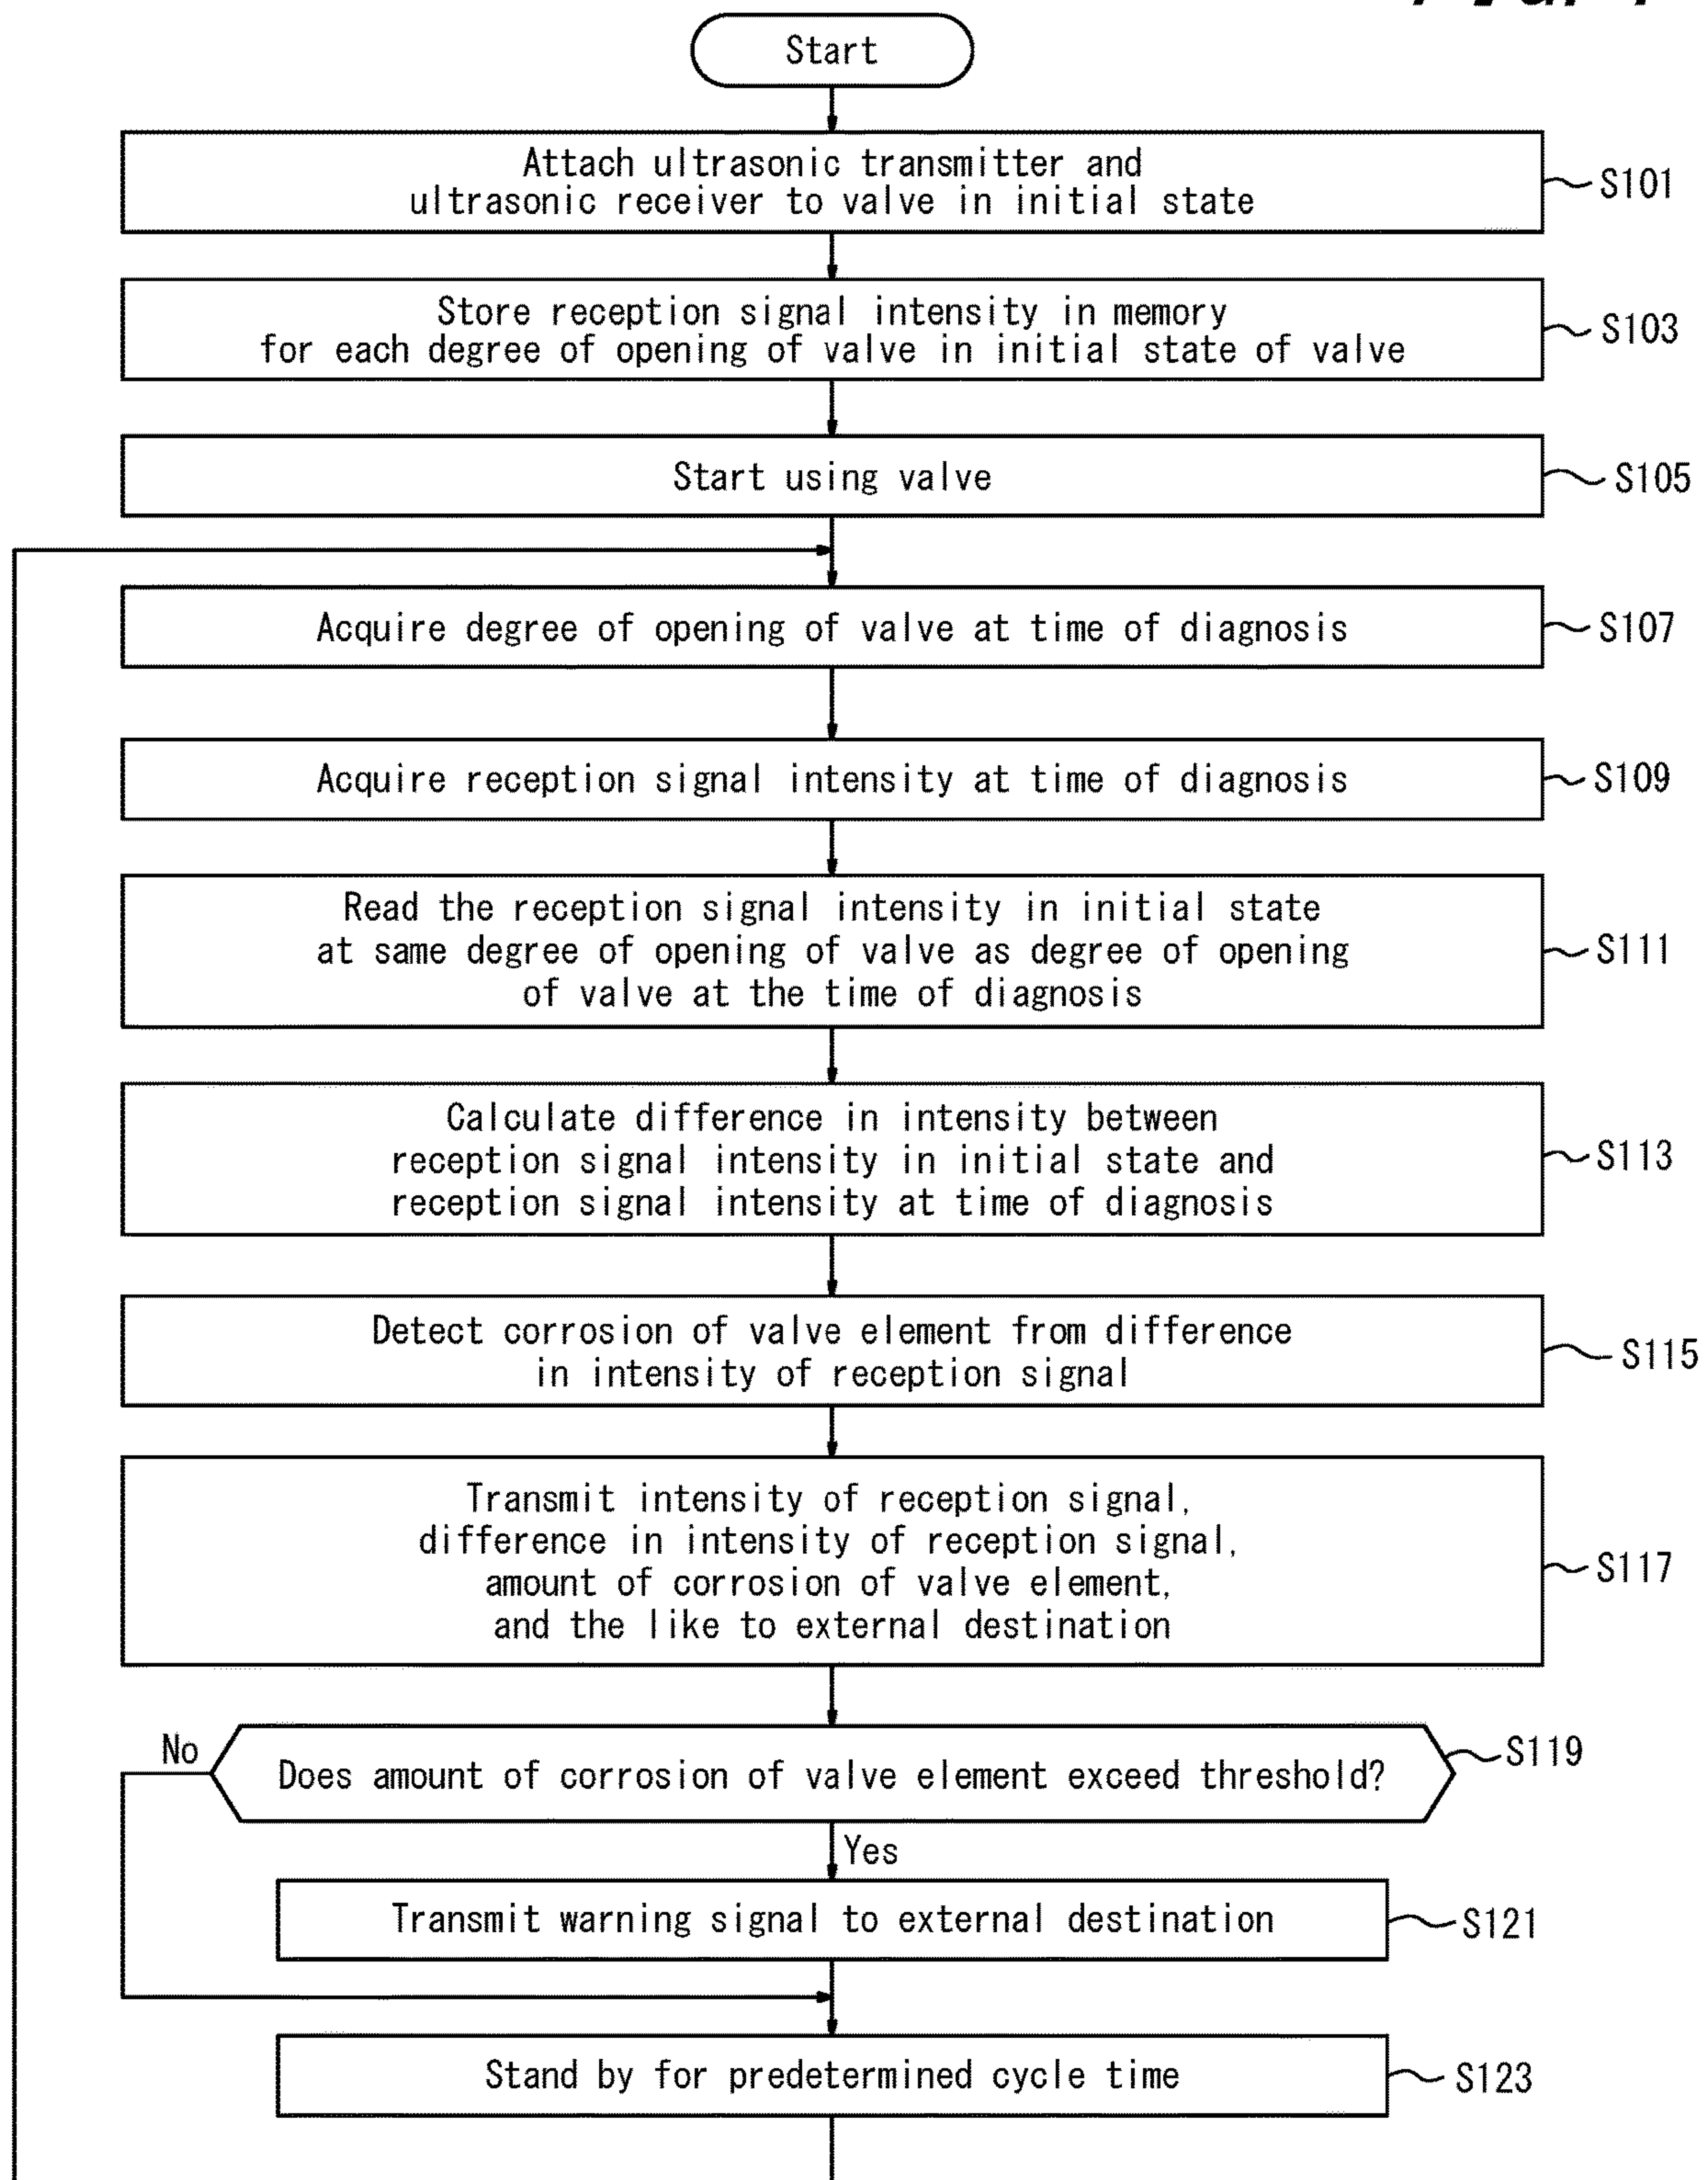 Start
Attach ultrasonic transmitter and
ultrasonic receiver to valve in initial state
S101
Store reception signal intensity in memory
for each degree of opening of valve in initial state of valve
S103
Start using valve
S105
Acquire degree of opening of valve at time of diagnosis
S107
Acquire reception signal intensity at time of diagnosis
S109
Read the reception signal intensity in initial state
at same degree of opening of valve as degree of opening
of valve at the time of diagnosis
S111
Calculate difference in intensity between
reception signal intensity in initial state and
reception signal intensity at time of diagnosis
S113
Detect corrosion of valve element from difference
in intensity of reception signal
S115
Transmit intensity of reception signal,
difference in intensity of reception signal,
amount of corrosion of valve element,
and the like to external destination
S117
No
Does amount of corrosion of valve element exceed threshold?
S119
Yes
Transmit warning signal to external destination
S121
Stand by for predetermined cycle time
S123